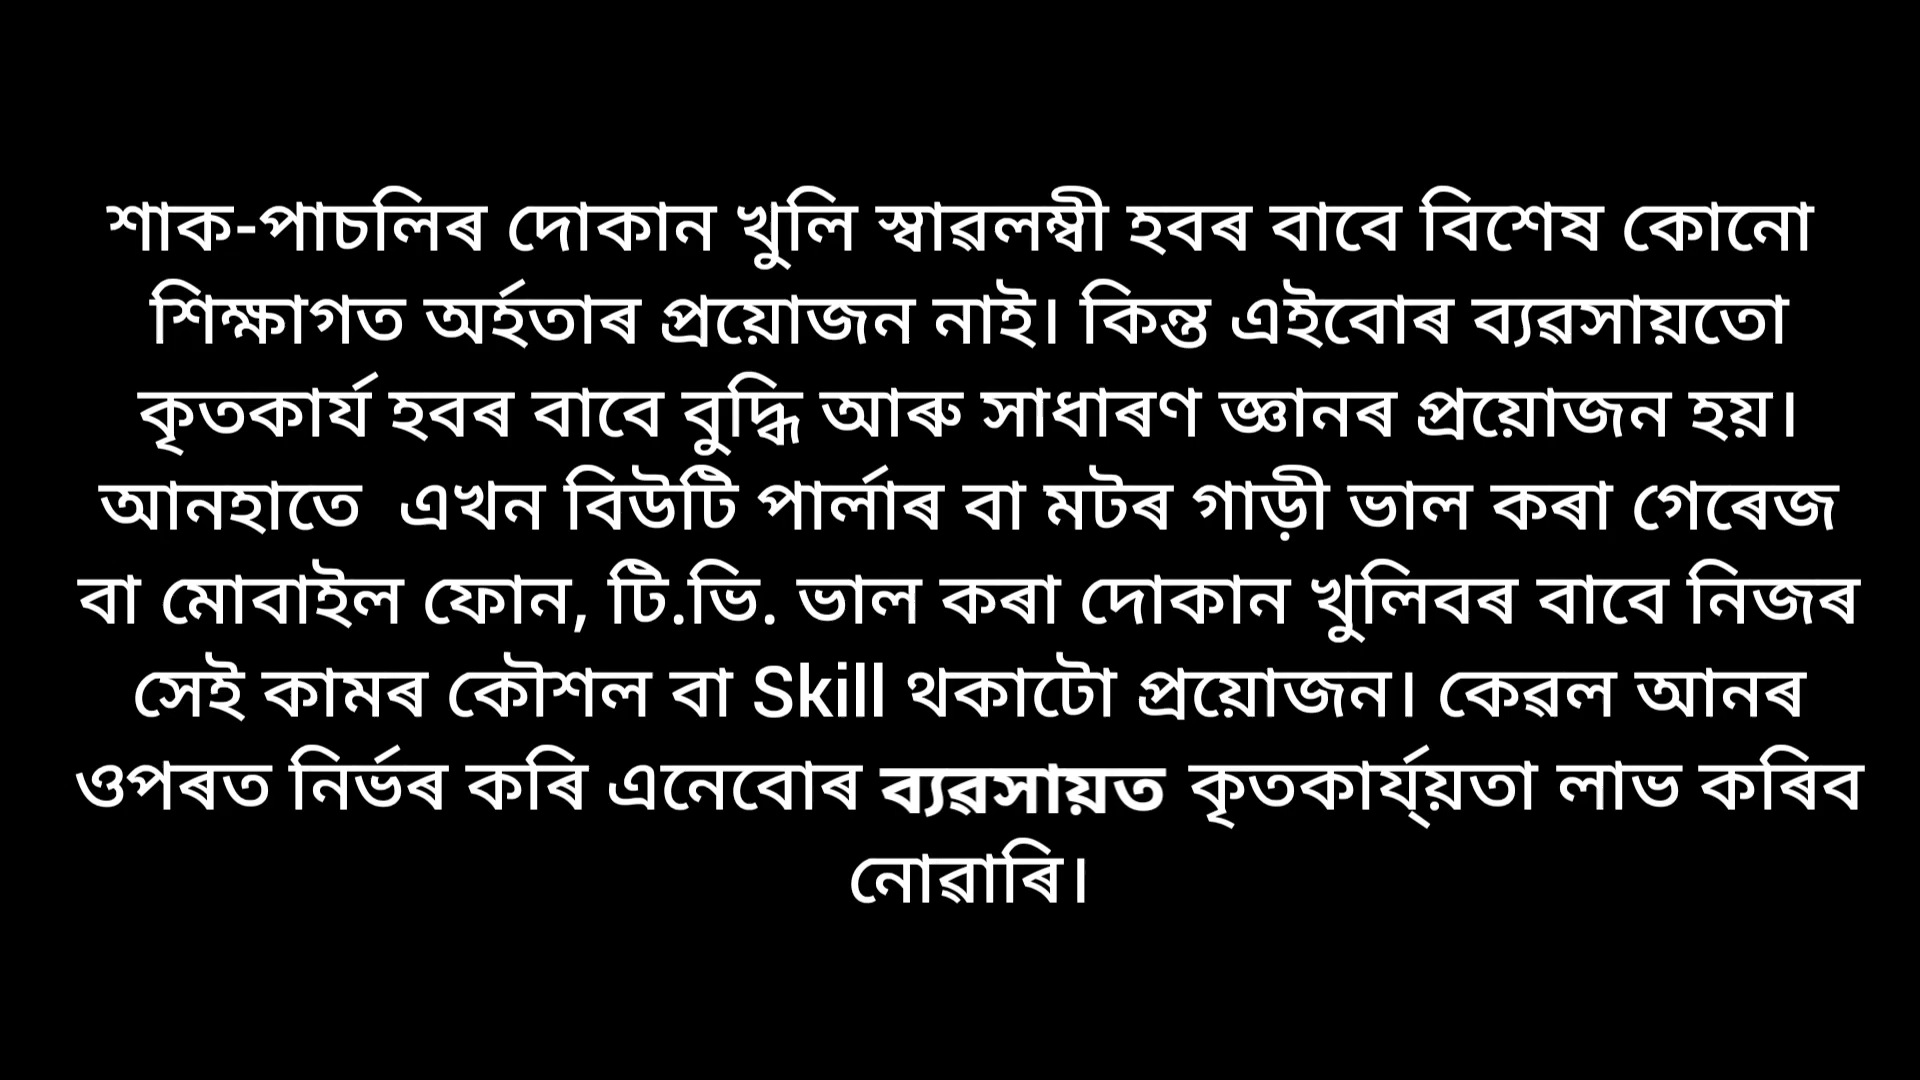 শাক-পাচলিৰ দোকান খুলি স্বাৱলম্বী হবৰ বাবে বিশেষ কোনো
শিক্ষাগত অৰ্হতাৰ প্ৰয়োজন নাই। কিন্ত এইবোৰ ব্যৱসায়তো
কৃতকাৰ্য হবৰ বাবে বুদ্ধি আৰু সাধাৰণ জ্ঞানৰ প্ৰয়োজন হয়।
আনহাতে  এখন বিউটি পাৰ্লাৰ বা মটৰ গাড়ী ভাল কৰা গেৰেজ
বা মোবাইল ফোন, টি.ভি. ভাল কৰা দোকান খুলিবৰ বাবে নিজৰ
সেই কামৰ কৌশল বা Skill থকাটো প্ৰয়োজন। কেৱল আনৰ
ওপৰত নিৰ্ভৰ কৰি এনেবোৰ ব্যৱসায়ত কৃতকাৰ্য্য়তা লাভ কৰিব
নোৱাৰি।